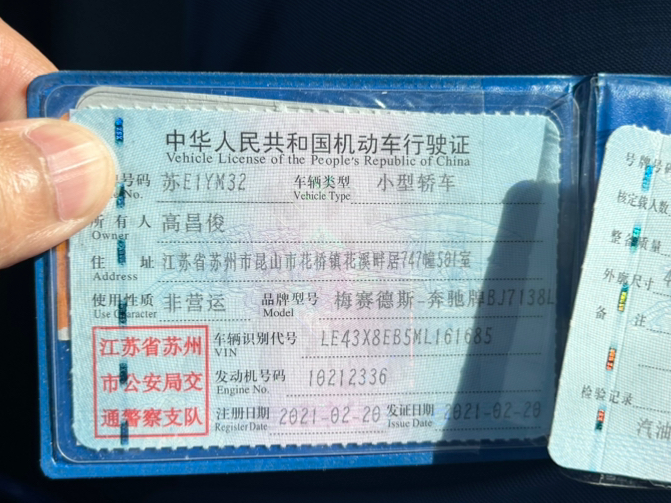 中华人民共和国机动车行驶证
Vehicle License of the People's Republic of China
号码 苏E1YM32 车辆类型 小型轿车
No. Vehicle Type
所有人 高昌俊
Owner
住 址 江苏省苏州市昆山市花桥镇花溪畔居747幢501室
Address
使用性质 非营运 品牌型号 梅赛德斯-奔驰牌BJ7138L
Use Character Model
江苏省苏州
市公安局交
通警察支队
车辆识别代号 LE43X8EB5ML161685
VIN
发动机号码 10212336
Engine No.
注册日期 2021-02-20 发证日期 2021-02-20
Register Date Issue Date
号牌号码
核定载人数
整备质量
外廓尺寸
备 注
检验记录
汽油